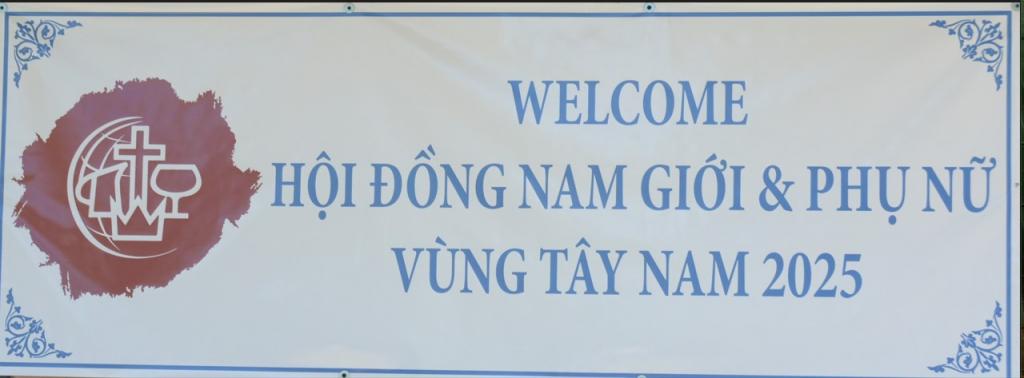 WELCOME
HỘI ĐỒNG NAM GIỚI & PHỤ NỮ
VÙNG TÂY NAM 2025